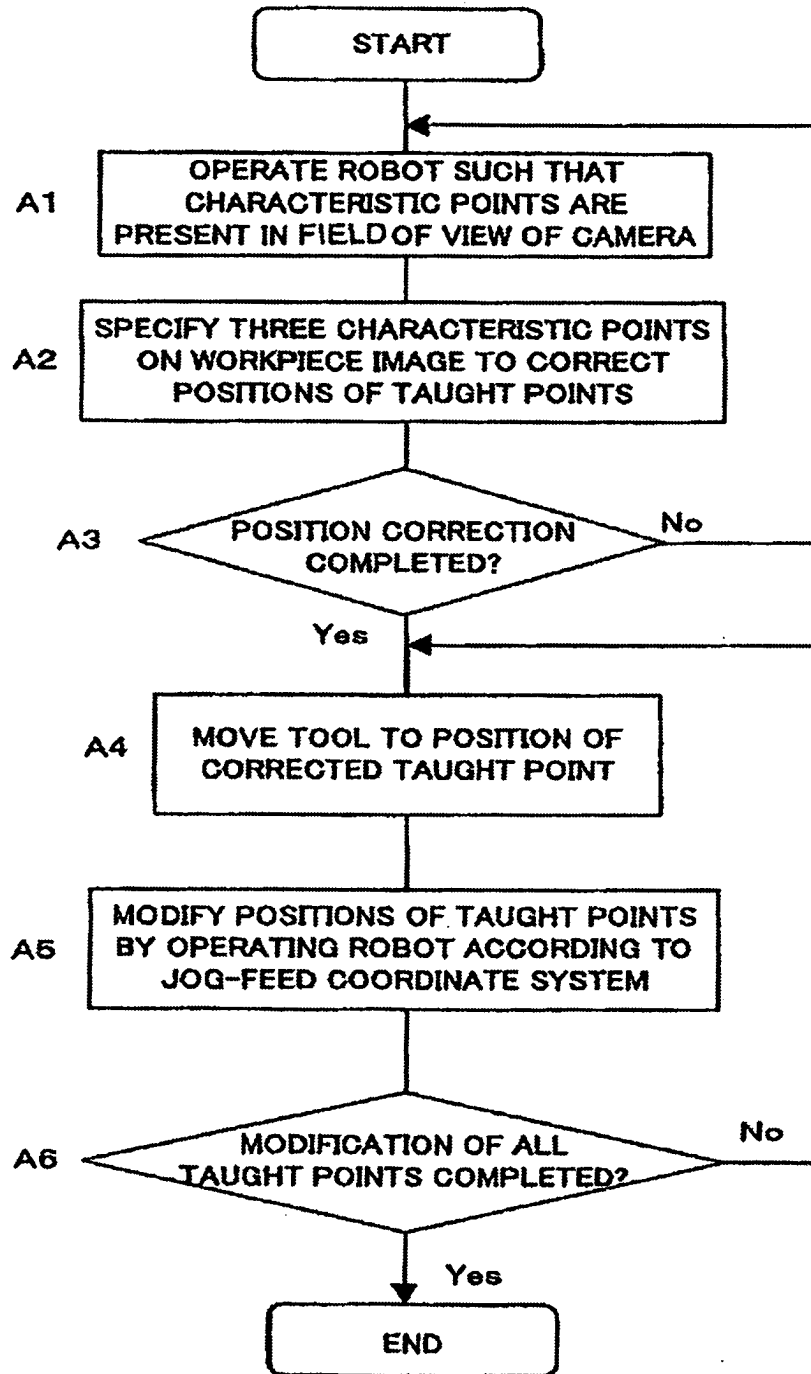 START
A1
OPERATE ROBOT SUCH THAT
CHARACTERISTIC POINTS ARE
PRESENT IN FIELD OF VIEW OF CAMERA
A2
SPECIFY THREE CHARACTERISTIC POINTS
ON WORKPIECE IMAGE TO CORRECT
POSITIONS OF TAUGHT POINTS
A3
POSITION CORRECTION
COMPLETED?
No
Yes
A4
MOVE TOOL TO POSITION OF
CORRECTED TAUGHT POINT
A5
MODIFY POSITIONS OF TAUGHT POINTS
BY OPERATING ROBOT ACCORDING TO
JOG-FEED COORDINATE SYSTEM
A6
MODIFICATION OF ALL
TAUGHT POINTS COMPLETED?
No
Yes
END